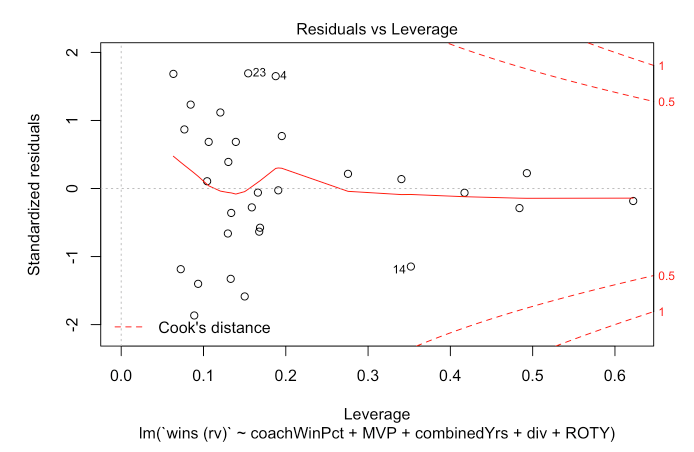 Residuals vs Leverage
Standardized residuals
2
1
0
-1
-2
23
4
14
1
0.5
0.5
1
Cook's distance
0.0 0.1 0.2 0.3 0.4 0.5 0.6
Leverage
lm(`wins (rv)` ~ coachWinPct + MVP + combinedYrs + div + ROTY)